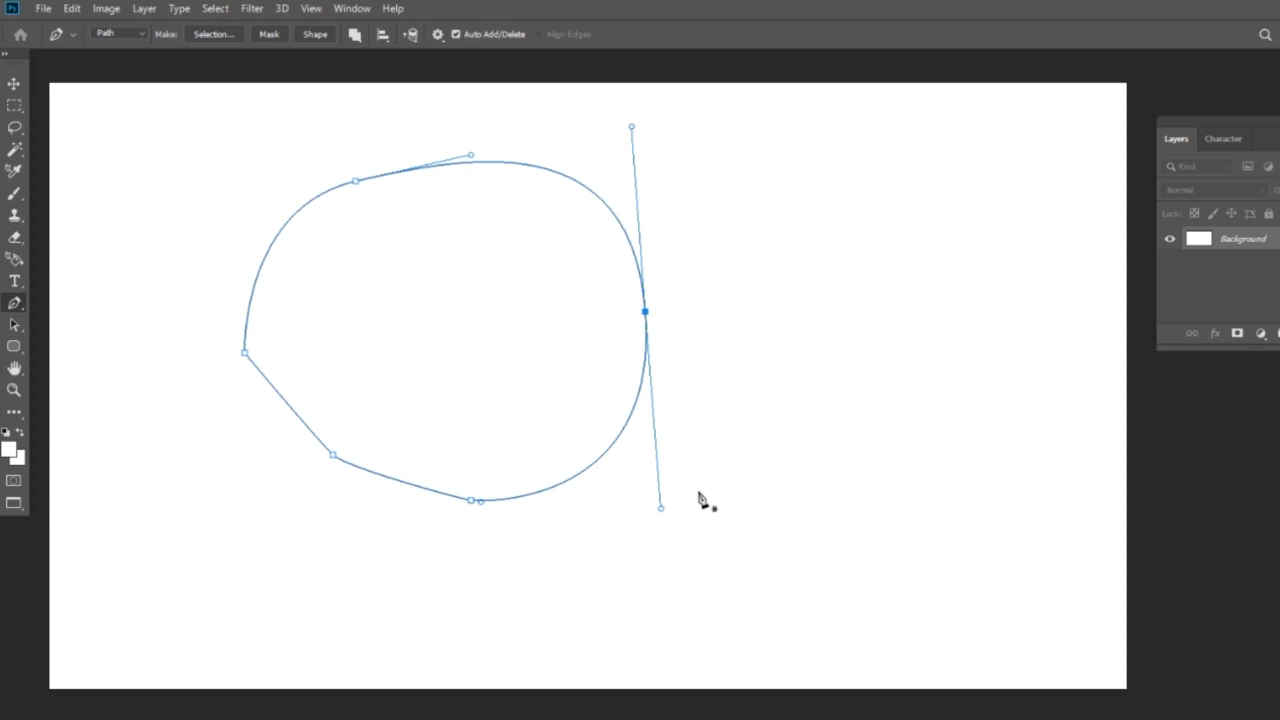 Ps File Edit Image Layer Type Select Filter 3D View Window Help
Path Make: Selection... Mask Shape Auto Add/Delete Align Edges
Layers Character
Kind
Normal
Lock:
Background